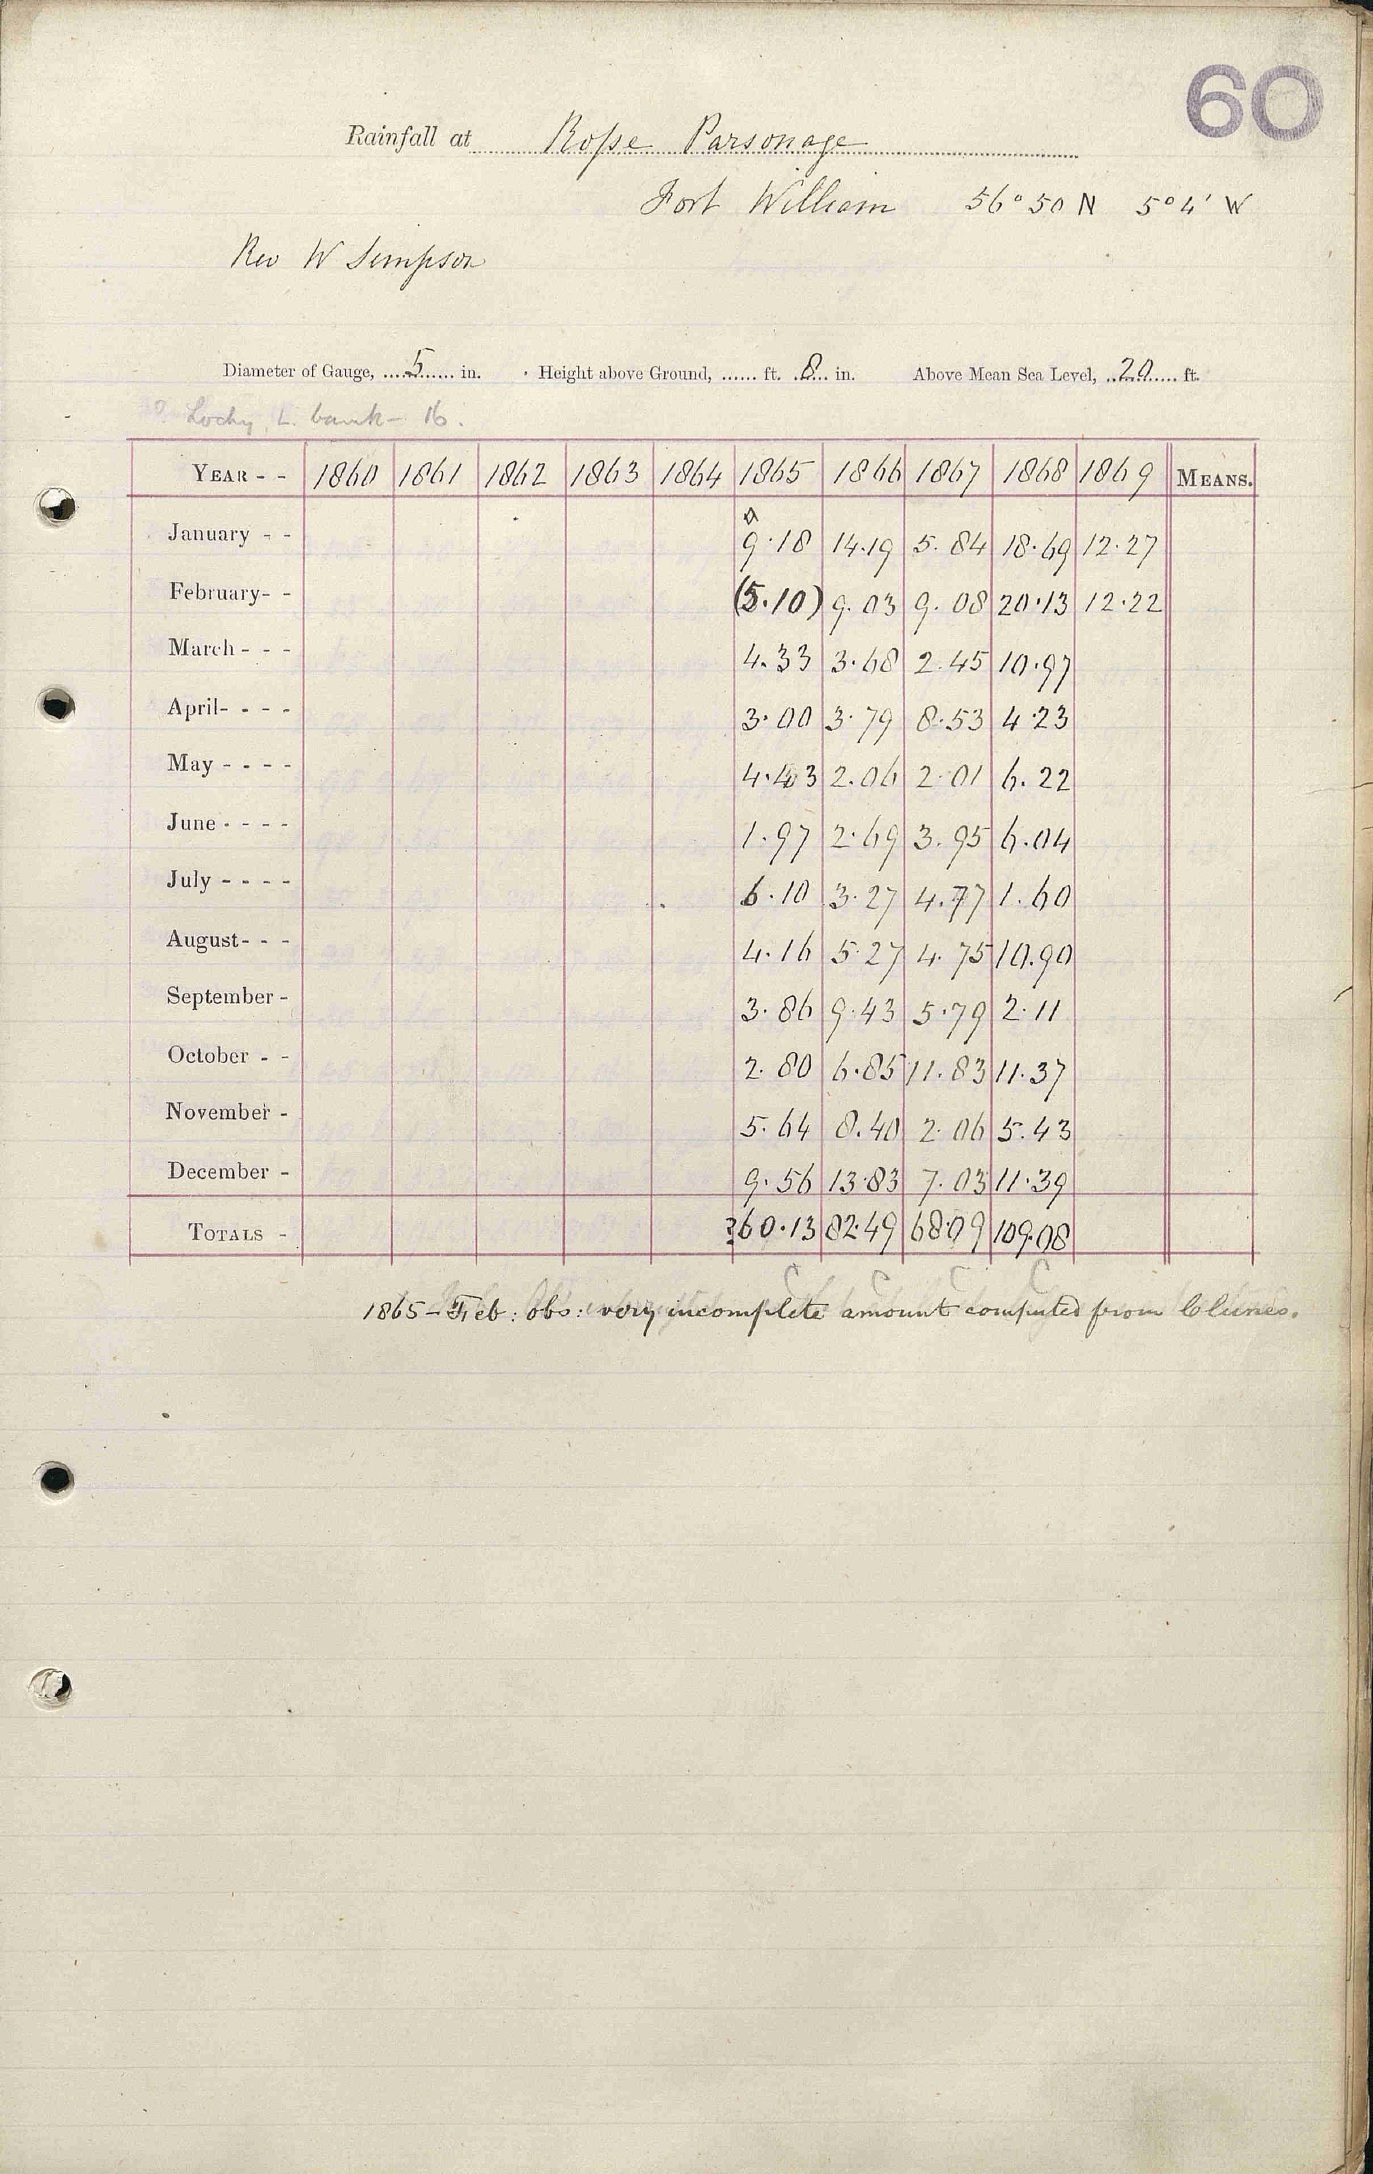 60
Rainfall at Roſse Parsonage
Fort William 56° 50 N 5° 4' W
Rev W Simpson
Diameter of Gauge, 5 in. Height above Ground, ...... ft. 8 in. Above Mean Sea Level, 20 ft.
Lochy, L. bank - 16.
YEAR - - 1860 1861 1862 1863 1864 1865 1866 1867 1868 1869 MEANS.
a
January - - 9.18 14.19 5.84 18.69 12.27
February- - (5.10) 9.03 9.08 20.13 12.22
March - - - 4.33 3.68 2.45 10.97
April- - - - 3.00 3.79 8.53 4.23
May - - - - 4.43 2.06 2.01 6.22
June - - - - 1.97 2.69 3.95 6.04
July - - - - 6.10 3.27 4.77 1.60
August- - - 4.16 5.27 4.75 10.90
September - 3.86 9.43 5.79 2.11
October - - 2.80 6.85 11.83 11.37
November - 5.64 8.40 2.06 5.43
December - 9.56 13.83 7.03 11.39
TOTALS - ?60.13 82.49 68.09 109.08
C C C C
1865 - Feb: obs: very incomplete amount computed from Clunes.